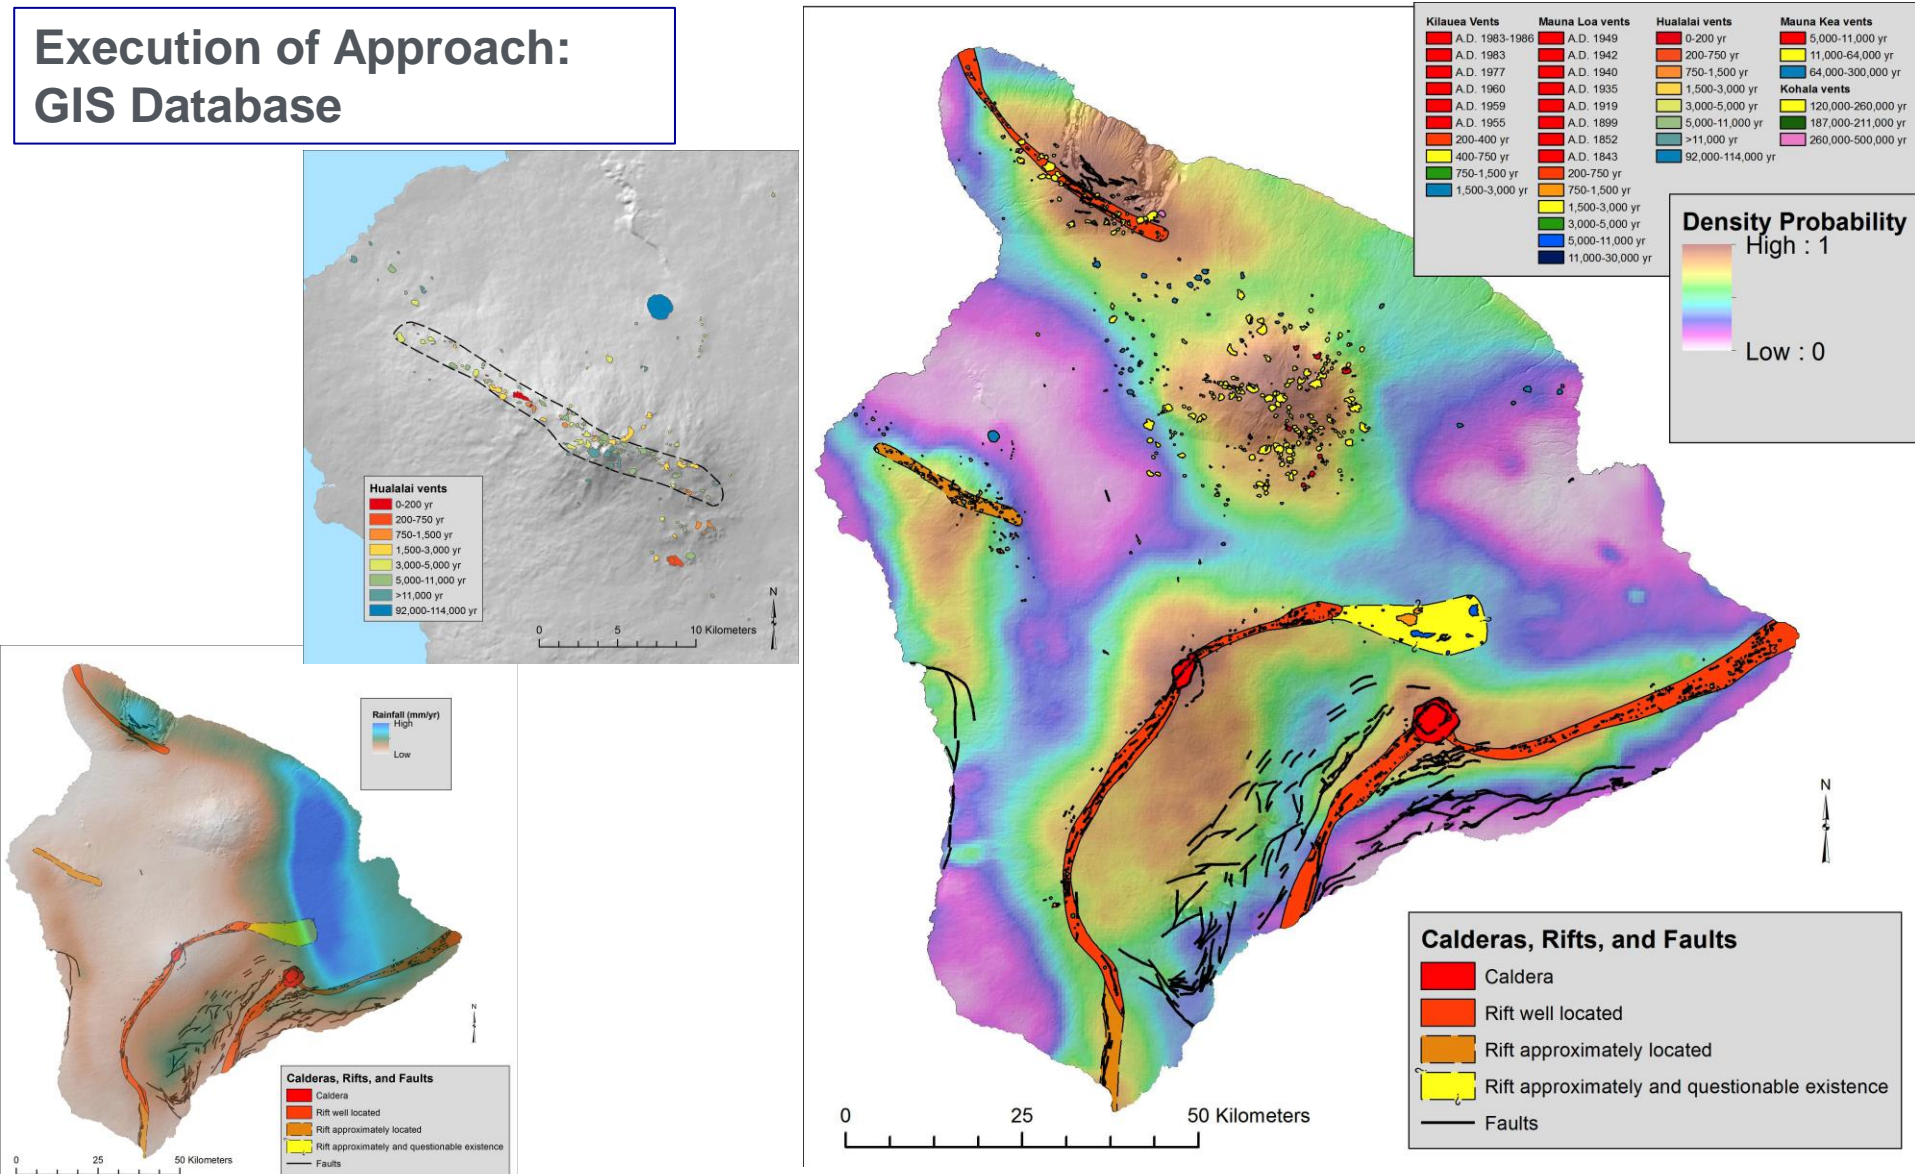 Execution of Approach:
GIS Database
Hualalai vents
0-200 yr
200-750 yr
750-1,500 yr
1,500-3,000 yr
3,000-5,000 yr
5,000-11,000 yr
>11,000 yr
92,000-114,000 yr
N
0 5 10 Kilometers
Rainfall (mm/yr)
High
Low
N
Calderas, Rifts, and Faults
Caldera
Rift well located
Rift approximately located
? Rift approximately and questionable existence
?
Faults
0 25 50 Kilometers
Kilauea Vents
A.D. 1983-1986
A.D. 1983
A.D. 1977
A.D. 1960
A.D. 1959
A.D. 1955
200-400 yr
400-750 yr
750-1,500 yr
1,500-3,000 yr
Mauna Loa vents
A.D. 1949
A.D. 1942
A.D. 1940
A.D. 1935
A.D. 1919
A.D. 1899
A.D. 1852
A.D. 1843
200-750 yr
750-1,500 yr
1,500-3,000 yr
3,000-5,000 yr
5,000-11,000 yr
11,000-30,000 yr
Hualalai vents
0-200 yr
200-750 yr
750-1,500 yr
1,500-3,000 yr
3,000-5,000 yr
5,000-11,000 yr
>11,000 yr
92,000-114,000 yr
Mauna Kea vents
5,000-11,000 yr
11,000-64,000 yr
64,000-300,000 yr
Kohala vents
120,000-260,000 yr
187,000-211,000 yr
260,000-500,000 yr
Density Probability
High : 1
Low : 0
?
?
?
N
Calderas, Rifts, and Faults
Caldera
Rift well located
Rift approximately located
?
Rift approximately and questionable existence
?
Faults
0 25 50 Kilometers